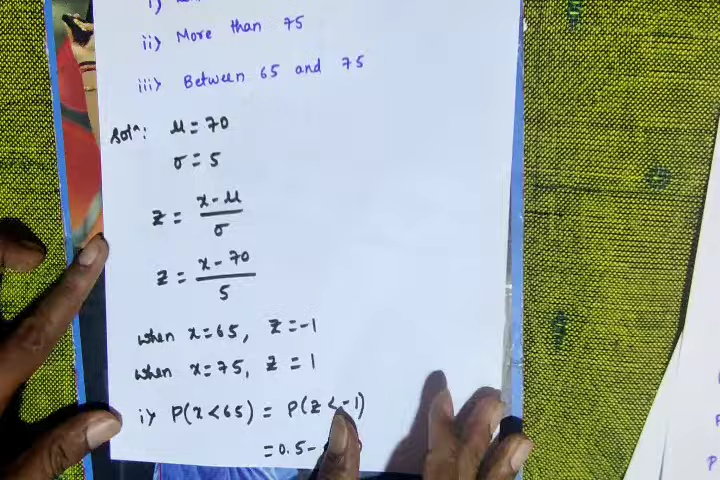 i)
ii) More than 75
iii) Between 65 and 75
Solⁿ: μ = 70
σ = 5
z = x - μ / σ
z = x - 70 / 5
when x = 65, z = -1
when x = 75, z = 1
i) P(x < 65) = P(z < -1)
= 0.5 -